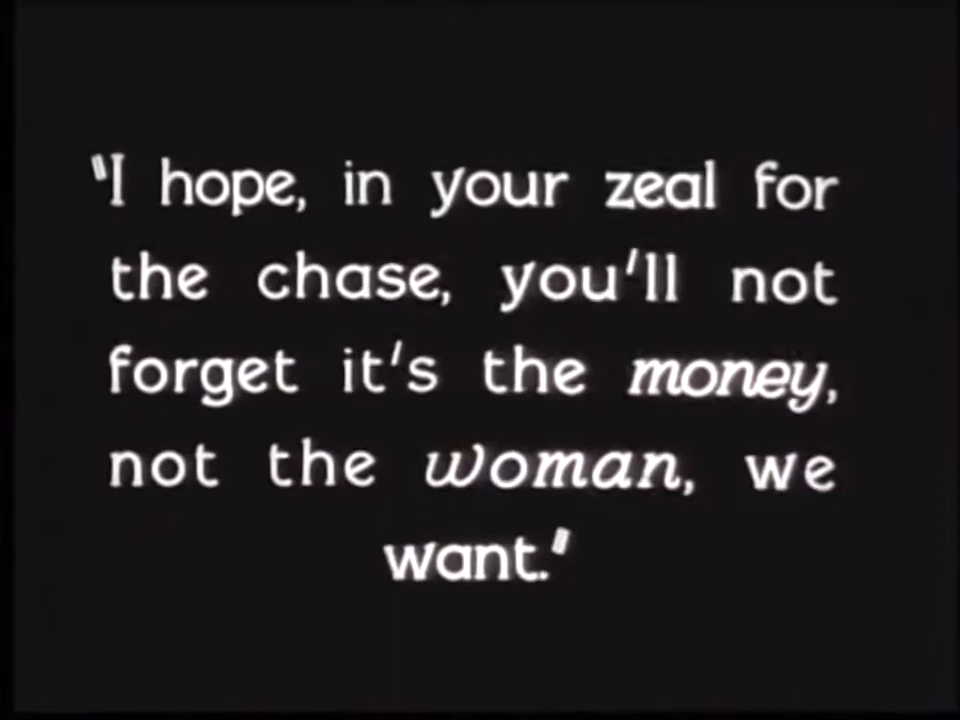 "I hope, in your zeal for
the chase, you'll not
forget it's the money,
not the woman, we
want."